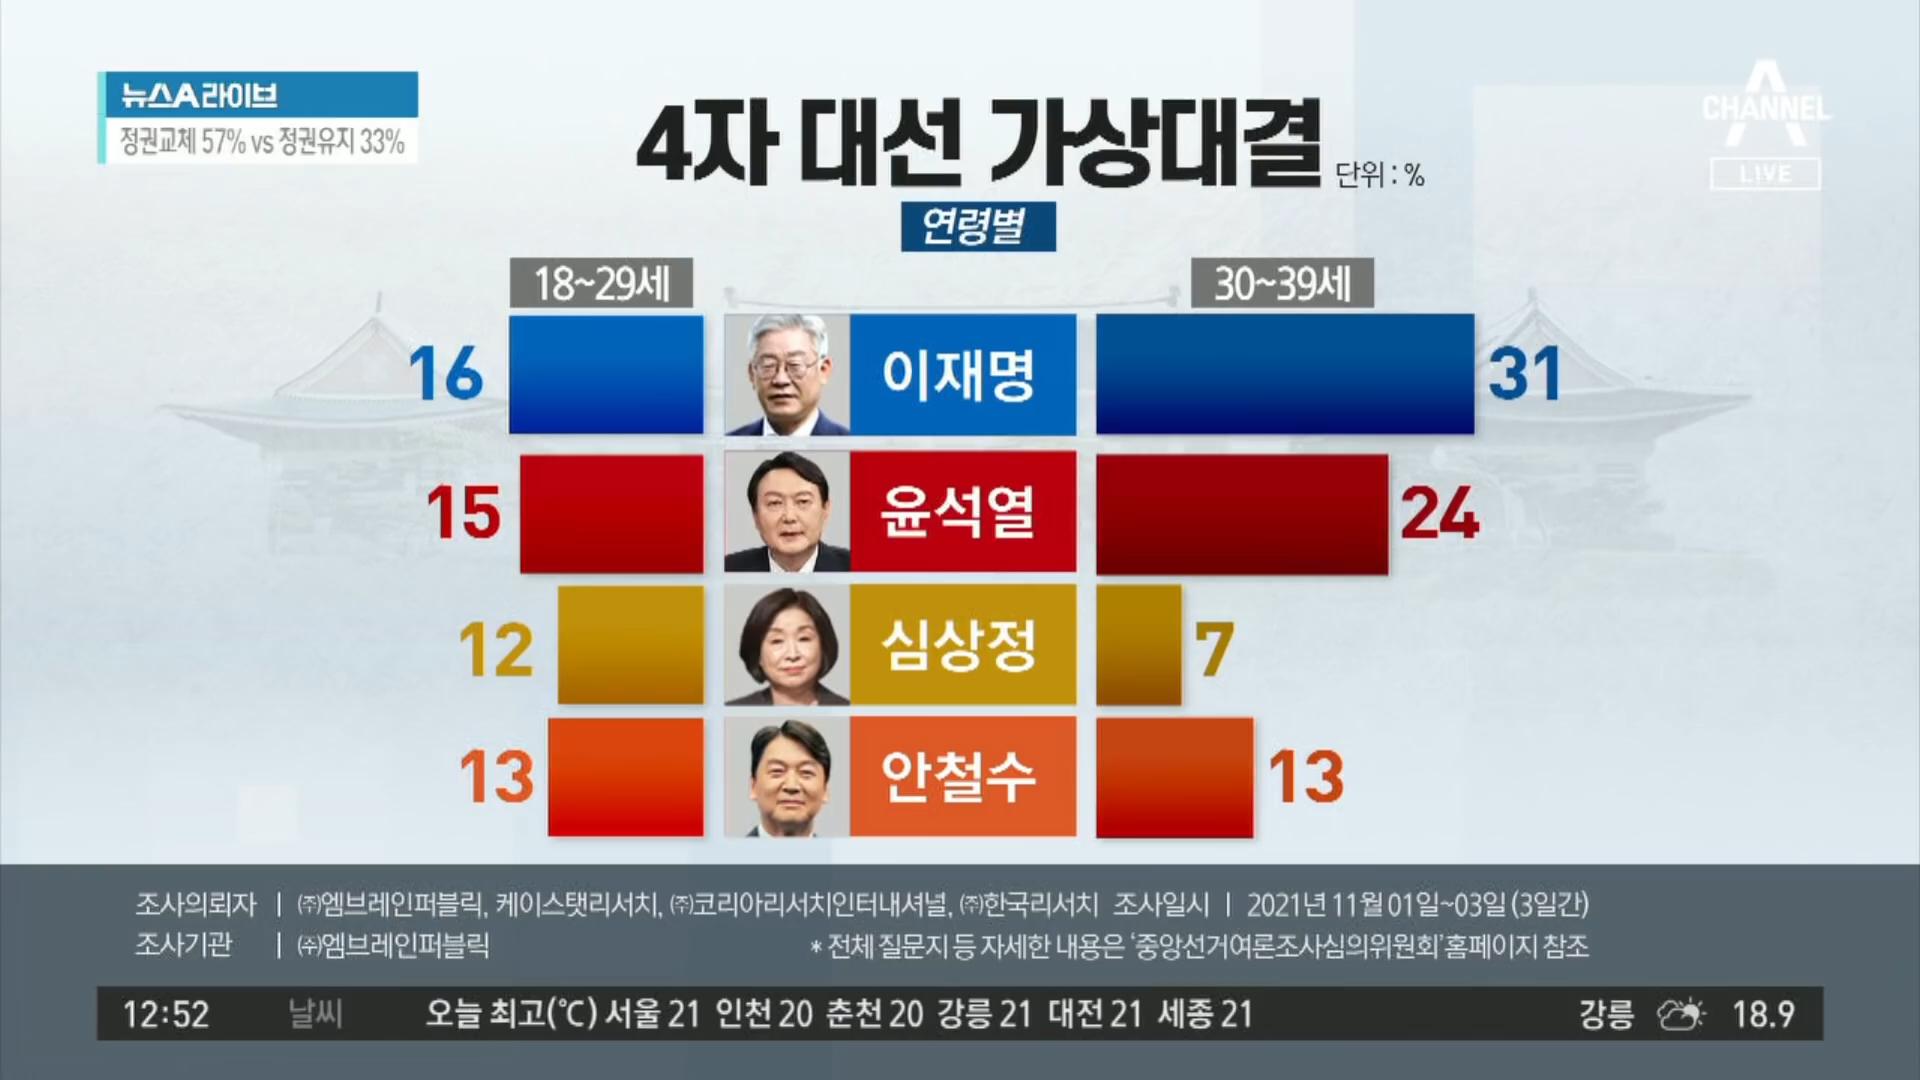 뉴스A 라이브
정권교체 57% vs 정권유지 33%
4자 대선 가상대결 단위 : %
CHANNEL A
LIVE
연령별
18~29세 30~39세
16 이재명 31
15 윤석열 24
12 심상정 7
13 안철수 13
조사의뢰자 | ㈜엠브레인퍼블릭, 케이스탯리서치, ㈜코리아리서치인터내셔널, ㈜한국리서치 조사일시 | 2021년 11월 01일~03일 (3일간)
조사기관 | ㈜엠브레인퍼블릭 * 전체 질문지 등 자세한 내용은 ‘중앙선거여론조사심의위원회’ 홈페이지 참조
12:52 날씨 오늘 최고(℃) 서울 21 인천 20 춘천 20 강릉 21 대전 21 세종 21 강릉 18.9